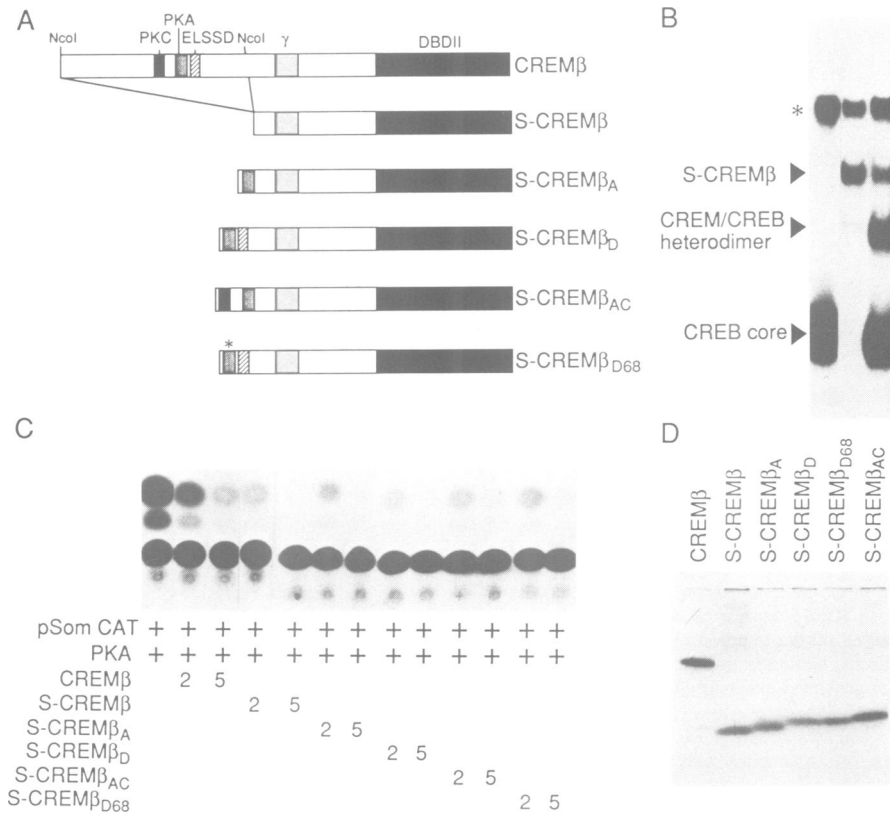 A
PKA
NcoI PKC ELSSD NcoI γ DBDII
CREMβ
S-CREMβ
S-CREMβA
S-CREMβD
S-CREMβAC
*
S-CREMβD68
B
*
S-CREMβ
CREM/CREB
heterodimer
CREB core
C
pSom CAT + + + + + + + + + + + + +
PKA + + + + + + + + + + + + +
CREMβ 2 5
S-CREMβ 2 5
S-CREMβA 2 5
S-CREMβD 2 5
S-CREMβAC 2 5
S-CREMβD68 2 5
D
CREMβ
S-CREMβ
S-CREMβA
S-CREMβD
S-CREMβD68
S-CREMβAC